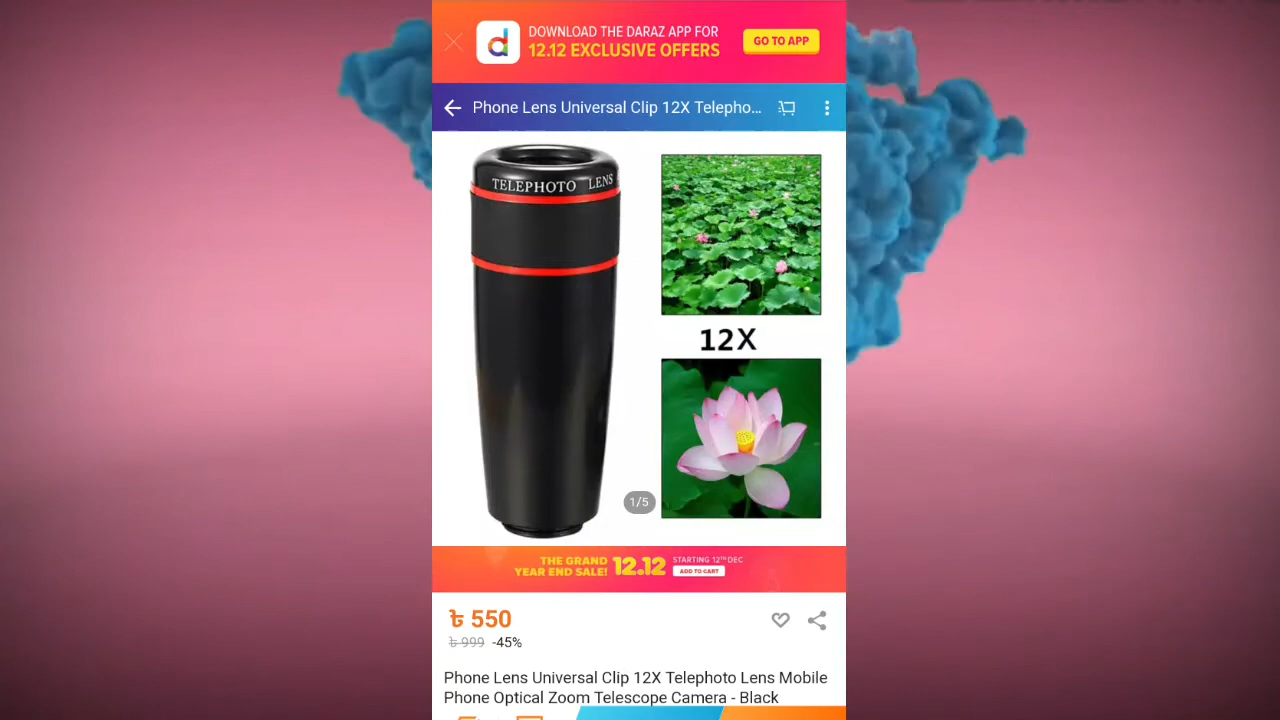 DOWNLOAD THE DARAZ APP FOR
12.12 EXCLUSIVE OFFERS
GO TO APP
Phone Lens Universal Clip 12X Telepho...
TELEPHOTO LENS
12X
1/5
THE GRAND
YEAR END SALE!
12.12
STARTING 12TH DEC
ADD TO CART
৳ 550
৳ 999 -45%
Phone Lens Universal Clip 12X Telephoto Lens Mobile
Phone Optical Zoom Telescope Camera - Black